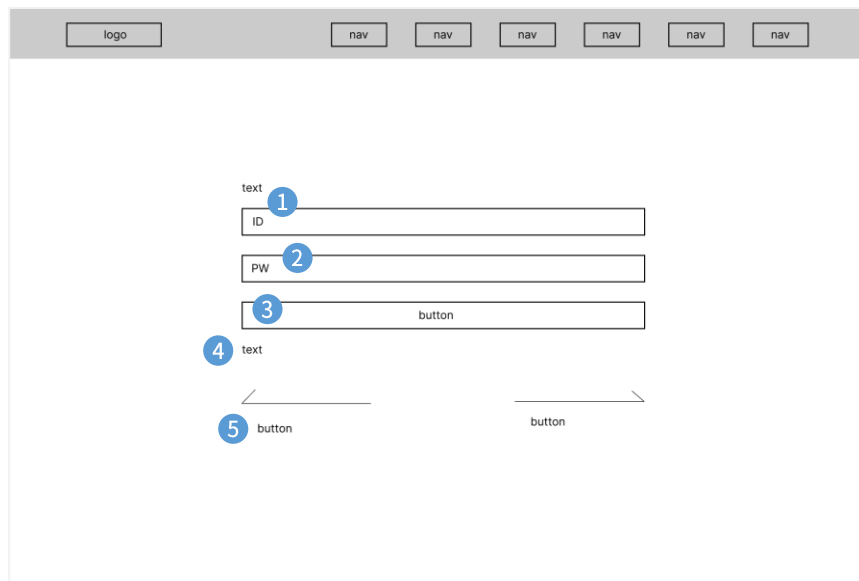 logo nav nav nav nav nav nav
text
1
ID
2
PW
3
button
4 text
button
5 button